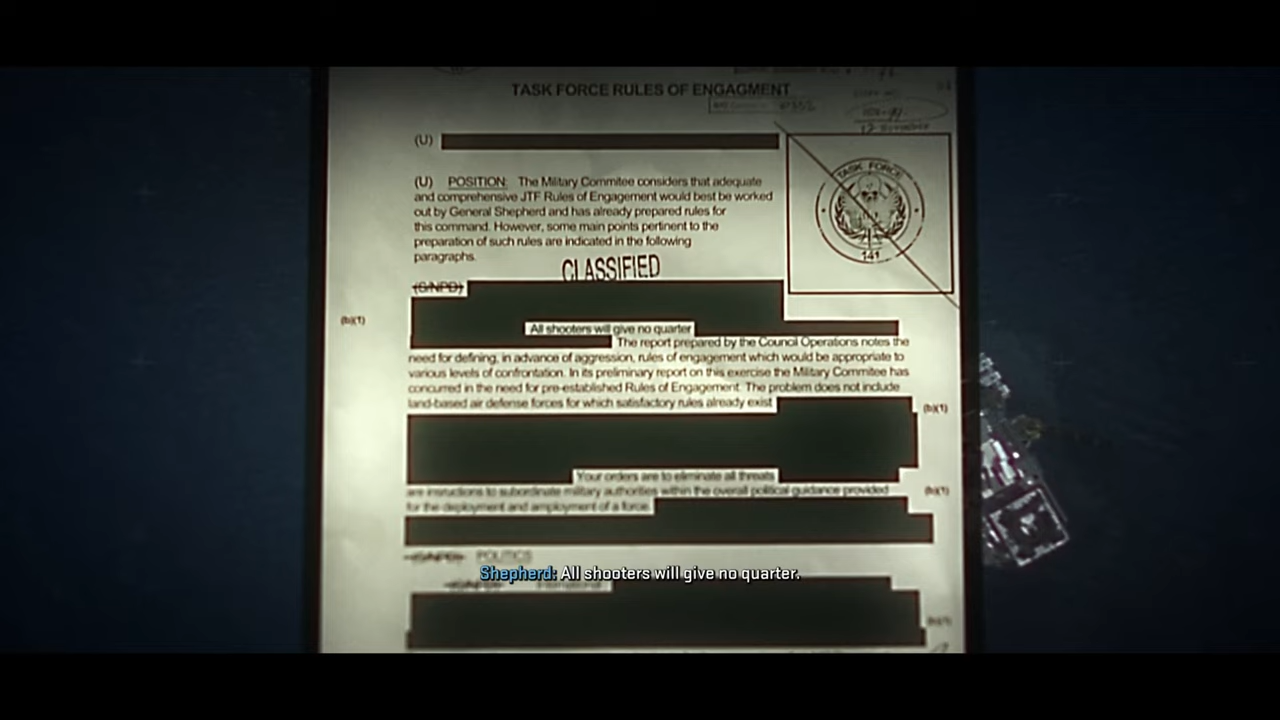 TASK FORCE RULES OF ENGAGMENT
(U)
(U) POSITION: The Military Commitee considers that adequate
and comprehensive JTF Rules of Engagement would best be worked
out by General Shepherd and has already prepared rules for
this command. However, some main points pertinent to the
preparation of such rules are indicated in the following
paragraphs.
TASK FORCE
141
CLASSIFIED
(S/NPD)
(b)(1)
All shooters will give no quarter
The report prepared by the Council Operations notes the
need for defining, in advance of aggression, rules of engagement which would be appropriate to
various levels of confrontation. In its preliminary report on this exercise the Military Commitee has
concurred in the need for pre-established Rules of Engagement. The problem does not include
land-based air defense forces for which satisfactory rules already exist
(b)(1)
Your orders are to eliminate all threats
are instructions to subordinate military authorities within the overall political guidance provided
(b)(1)
for the deployment and ampioyment of a force.
POLITICS
Shepherd: All shooters will give no quarter.
International
(b)(1)